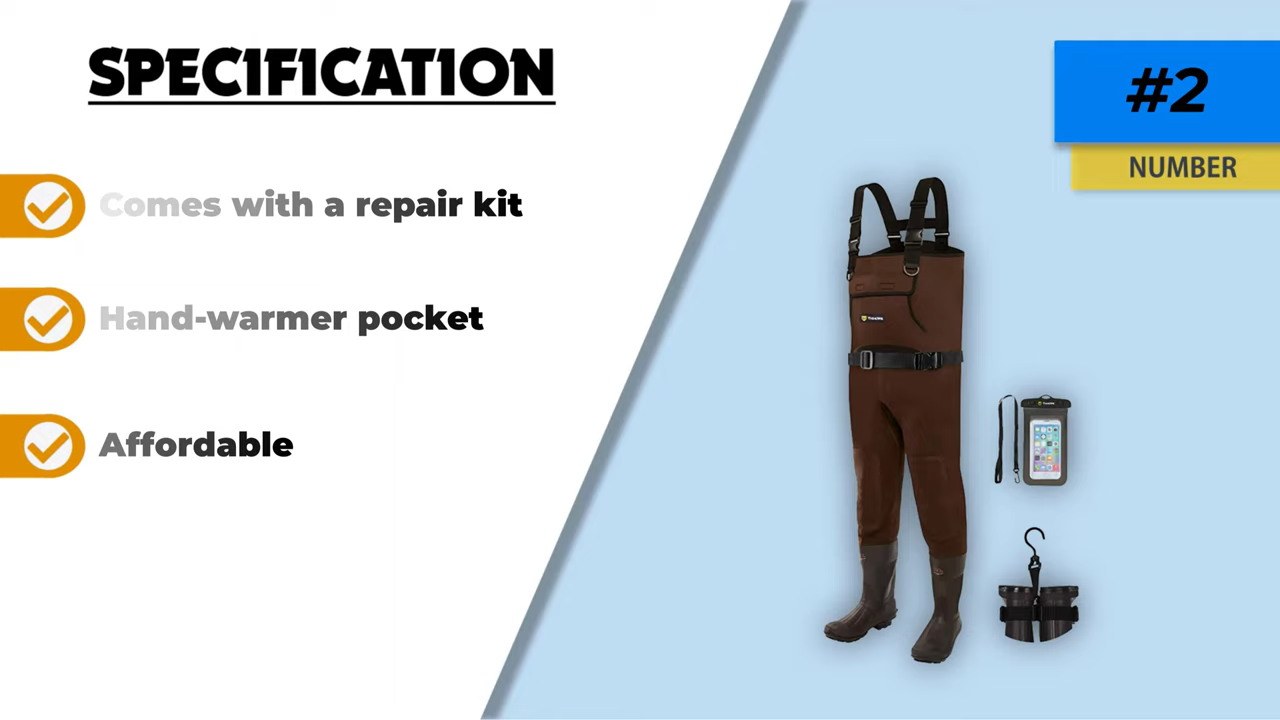 SPECIFICATION
#2
NUMBER
Comes with a repair kit
Hand-warmer pocket
Affordable